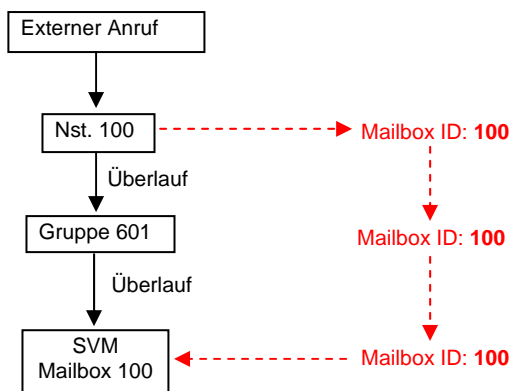 Externer Anruf
Nst. 100
Mailbox ID: 100
Überlauf
Gruppe 601
Mailbox ID: 100
Überlauf
SVM
Mailbox 100
Mailbox ID: 100